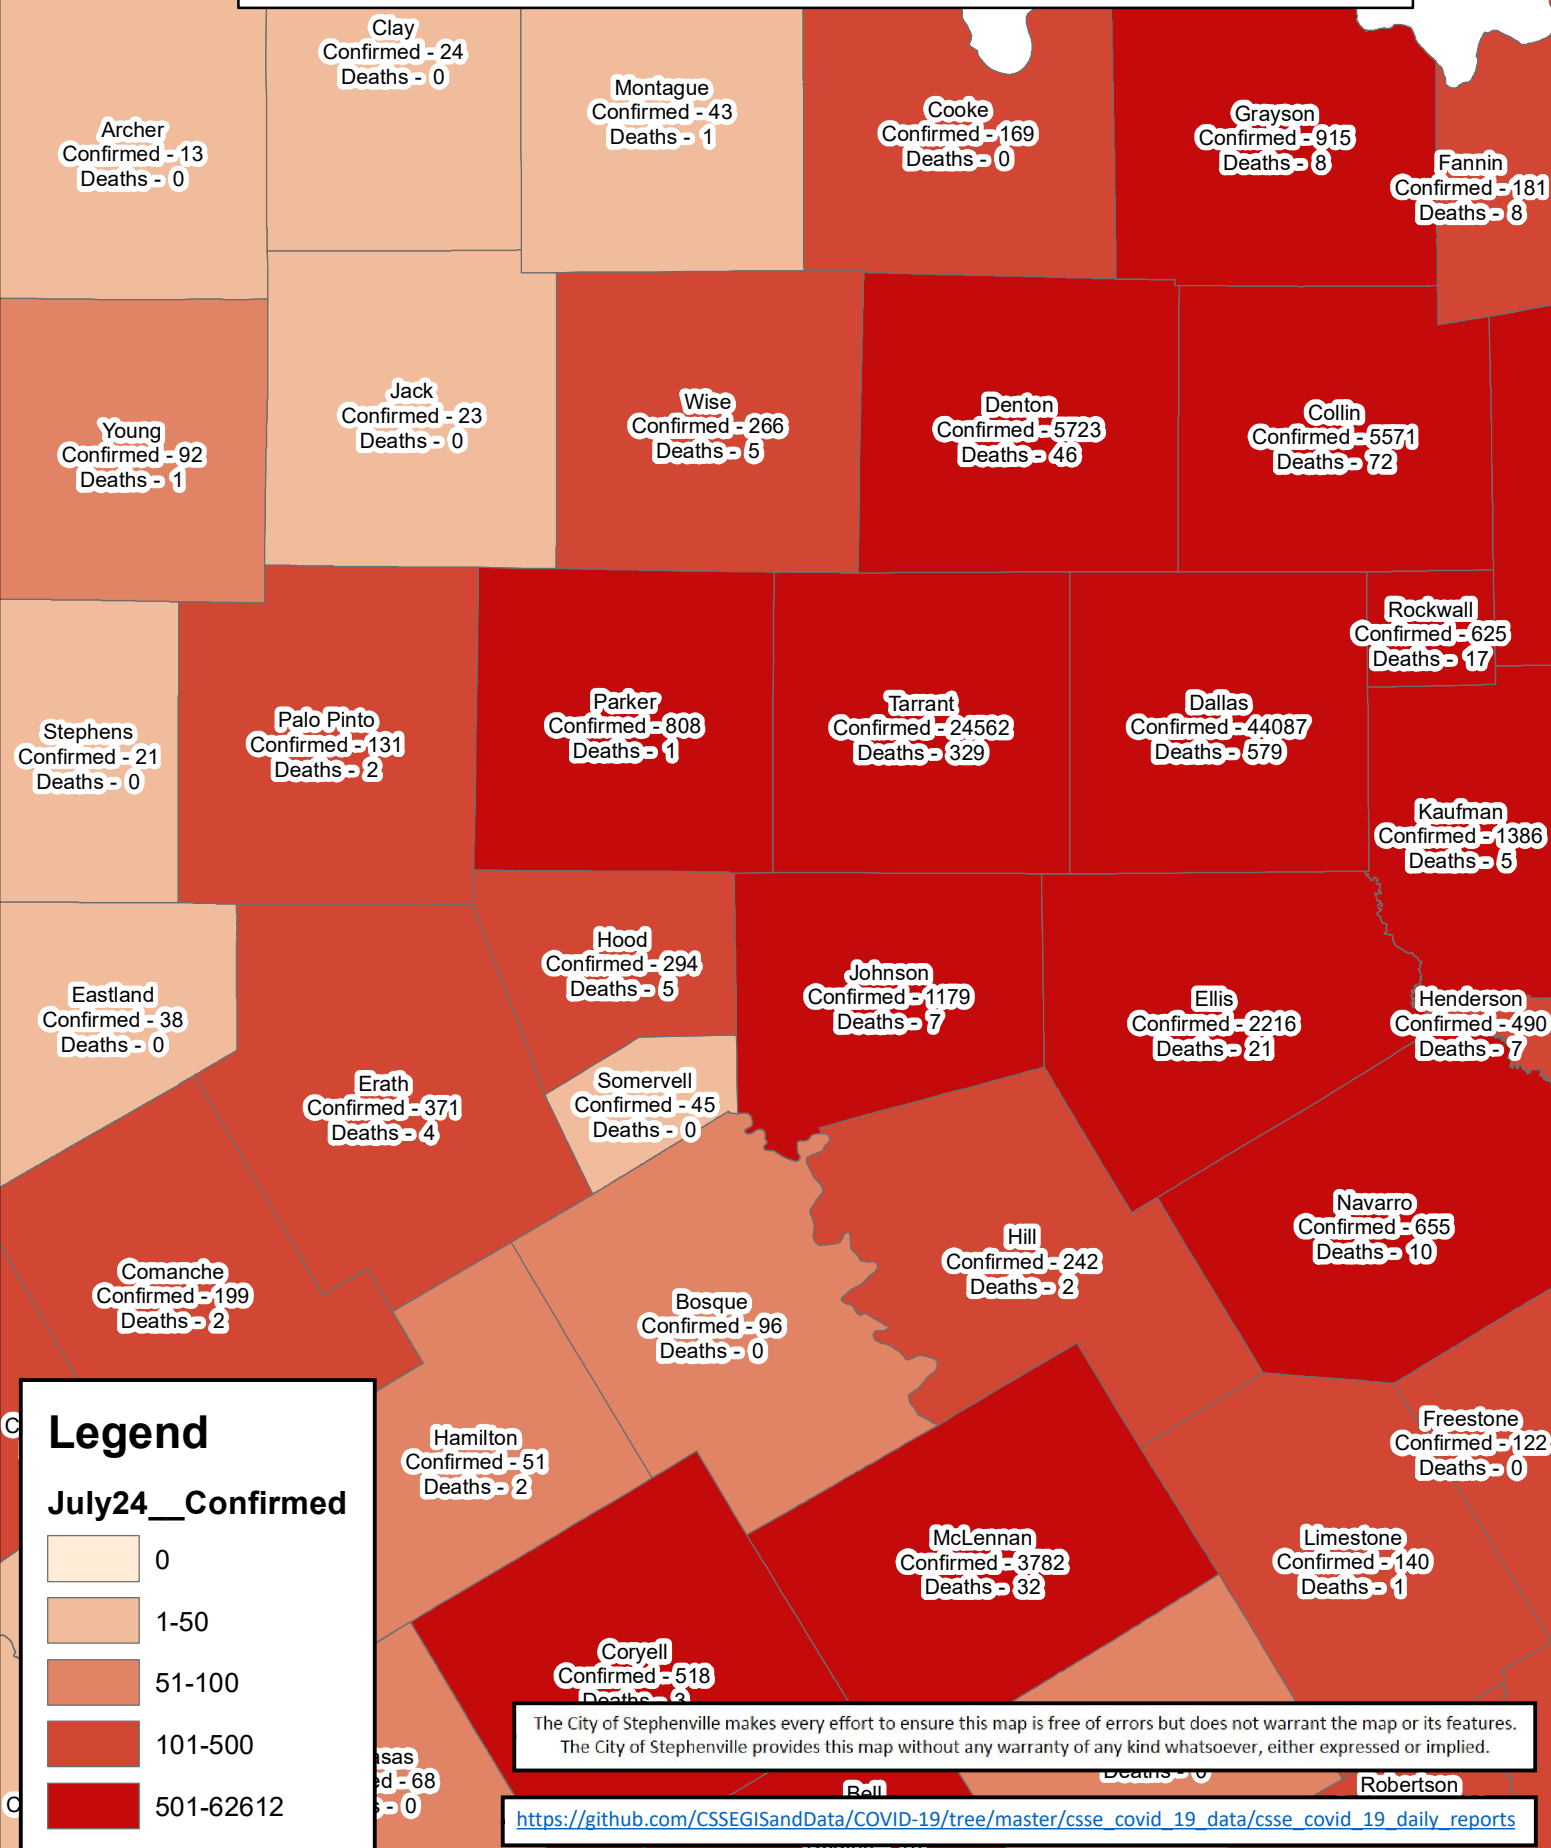 Clay
Confirmed - 24
Deaths - 0
Montague
Confirmed - 43
Deaths - 1
Archer
Confirmed - 13
Deaths - 0
Cooke
Confirmed - 169
Deaths - 0
Grayson
Confirmed - 915
Deaths - 8
Fannin
Confirmed - 181
Deaths - 8
Young
Confirmed - 92
Deaths - 1
Jack
Confirmed - 23
Deaths - 0
Wise
Confirmed - 266
Deaths - 5
Denton
Confirmed - 5723
Deaths - 46
Collin
Confirmed - 5571
Deaths - 72
Rockwall
Confirmed - 625
Deaths - 17
Stephens
Confirmed - 21
Deaths - 0
Palo Pinto
Confirmed - 131
Deaths - 2
Parker
Confirmed - 808
Deaths - 1
Tarrant
Confirmed - 24562
Deaths - 329
Dallas
Confirmed - 44087
Deaths - 579
Kaufman
Confirmed - 1386
Deaths - 5
Eastland
Confirmed - 38
Deaths - 0
Hood
Confirmed - 294
Deaths - 5
Johnson
Confirmed - 1179
Deaths - 7
Ellis
Confirmed - 2216
Deaths - 21
Henderson
Confirmed - 490
Deaths - 7
Erath
Confirmed - 371
Deaths - 4
Somervell
Confirmed - 45
Deaths - 0
Comanche
Confirmed - 199
Deaths - 2
Bosque
Confirmed - 96
Deaths - 0
Hill
Confirmed - 242
Deaths - 2
Navarro
Confirmed - 655
Deaths - 10
Hamilton
Confirmed - 51
Deaths - 2
Freestone
Confirmed - 122
Deaths - 0
McLennan
Confirmed - 3782
Deaths - 32
Limestone
Confirmed - 140
Deaths - 1
Coryell
Confirmed - 518
Deaths - 3
Legend
July24__Confirmed
0
1-50
51-100
101-500
501-62612
asas
ed - 68
s - 0
The City of Stephenville makes every effort to ensure this map is free of errors but does not warrant the map or its features.
The City of Stephenville provides this map without any warranty of any kind whatsoever, either expressed or implied.
Deaths - 0
Bell
Robertson
https://github.com/CSSEGISandData/COVID-19/tree/master/csse_covid_19_data/csse_covid_19_daily_reports